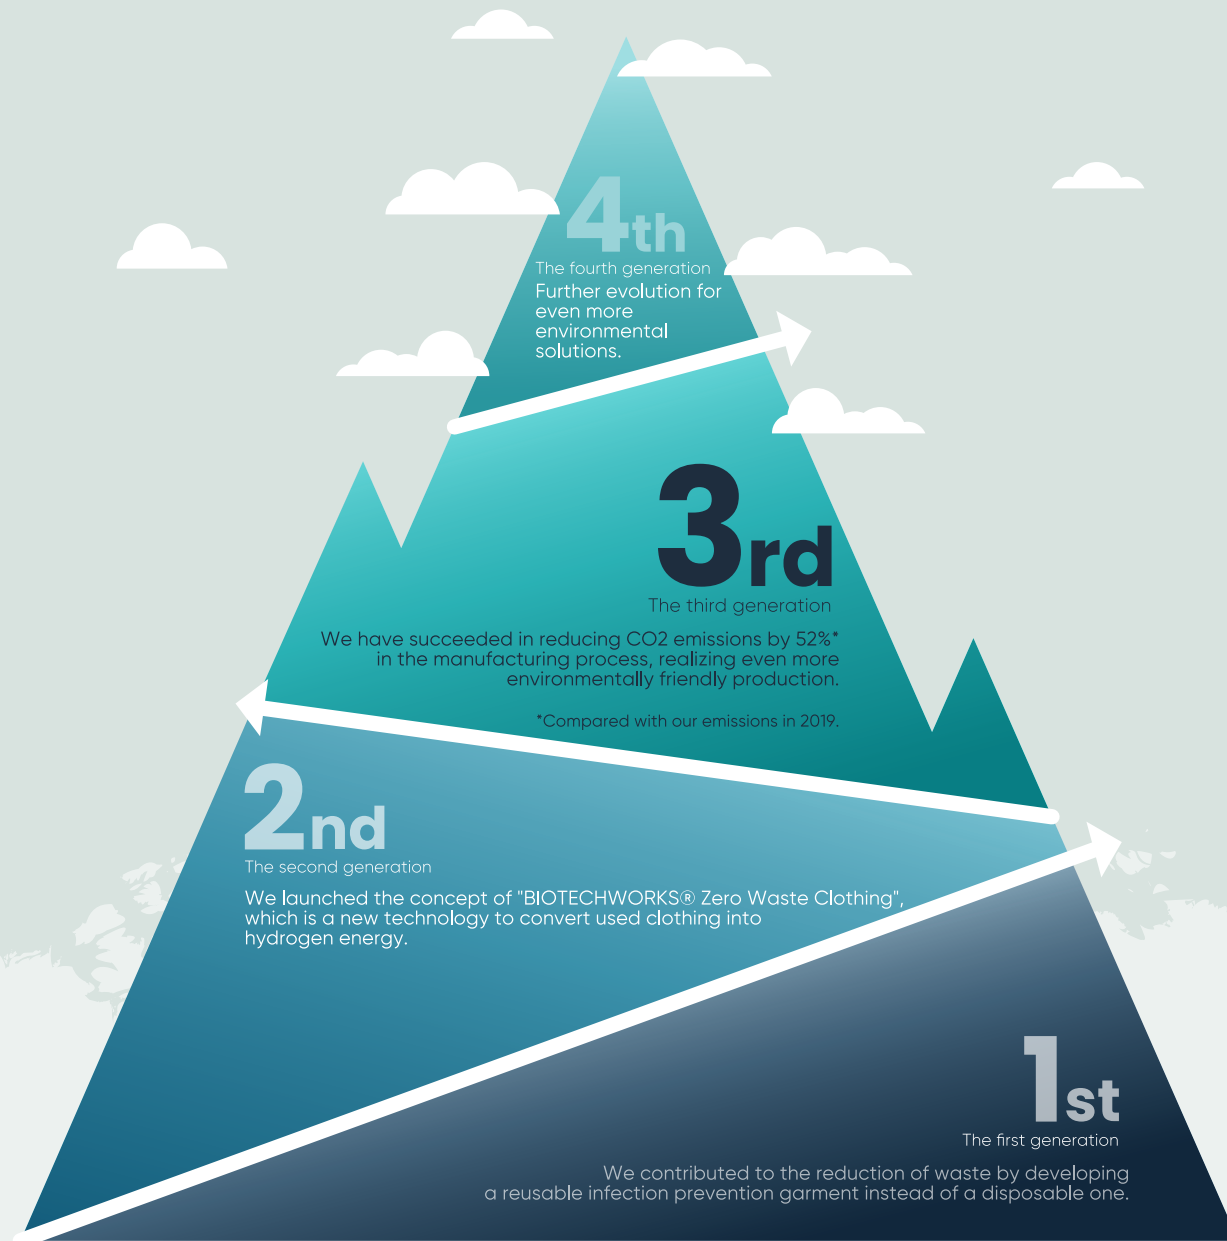 4th
The fourth generation
Further evolution for
even more
environmental
solutions.
3rd
The third generation
We have succeeded in reducing CO2 emissions by 52%*
in the manufacturing process, realizing even more
environmentally friendly production.
*Compared with our emissions in 2019.
2nd
The second generation
We launched the concept of "BIOTECHWORKS® Zero Waste Clothing",
which is a new technology to convert used clothing into
hydrogen energy.
1st
The first generation
We contributed to the reduction of waste by developing
a reusable infection prevention garment instead of a disposable one.